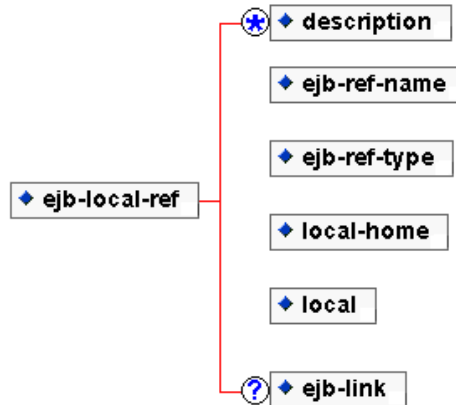 * description
ejb-ref-name
ejb-ref-type
ejb-local-ref
local-home
local
? ejb-link